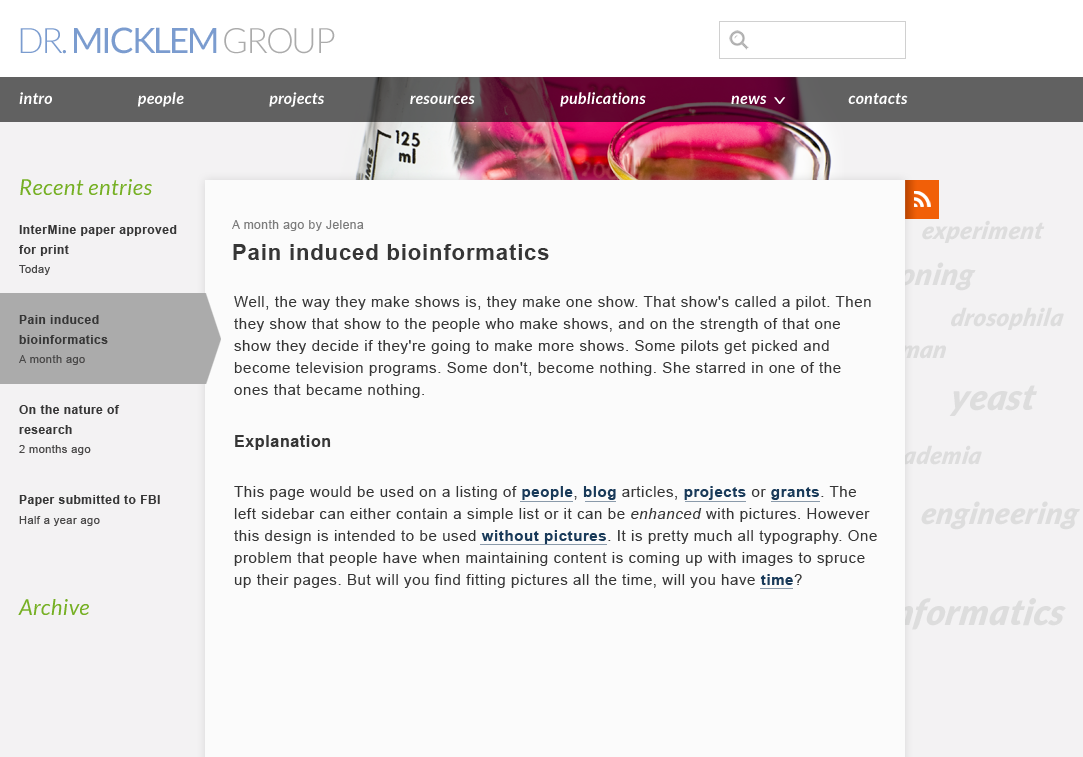 DR. MICKLEM GROUP
intro people projects resources publications news contacts
125
ml
Recent entries
InterMine paper approved
for print
Today
Pain induced
bioinformatics
A month ago
On the nature of
research
2 months ago
Paper submitted to FBI
Half a year ago
Archive
A month ago by Jelena
Pain induced bioinformatics
Well, the way they make shows is, they make one show. That show's called a pilot. Then
they show that show to the people who make shows, and on the strength of that one
show they decide if they're going to make more shows. Some pilots get picked and
become television programs. Some don't, become nothing. She starred in one of the
ones that became nothing.
Explanation
This page would be used on a listing of people, blog articles, projects or grants. The
left sidebar can either contain a simple list or it can be enhanced with pictures. However
this design is intended to be used without pictures. It is pretty much all typography. One
problem that people have when maintaining content is coming up with images to spruce
up their pages. But will you find fitting pictures all the time, will you have time?
experiment
oning
drosophila
man
yeast
ademia
engineering
nformatics